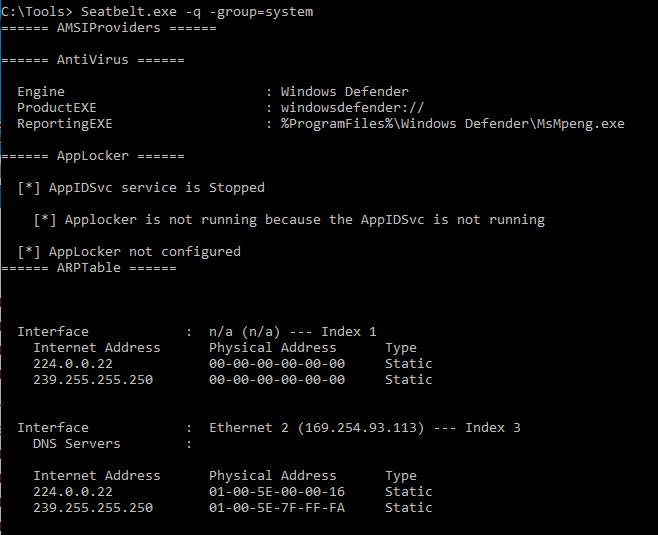 C:\Tools> Seatbelt.exe -q -group=system
====== AMSIProviders ======
====== AntiVirus ======
Engine : Windows Defender
ProductEXE : windowsdefender://
ReportingEXE : %ProgramFiles%\Windows Defender\MsMpeng.exe
====== AppLocker ======
[*] AppIDSvc service is Stopped
[*] Applocker is not running because the AppIDSvc is not running
[*] AppLocker not configured
====== ARPTable ======
Interface : n/a (n/a) --- Index 1
Internet Address Physical Address Type
224.0.0.22 00-00-00-00-00-00 Static
239.255.255.250 00-00-00-00-00-00 Static
Interface : Ethernet 2 (169.254.93.113) --- Index 3
DNS Servers :
Internet Address Physical Address Type
224.0.0.22 01-00-5E-00-00-16 Static
239.255.255.250 01-00-5E-7F-FF-FA Static